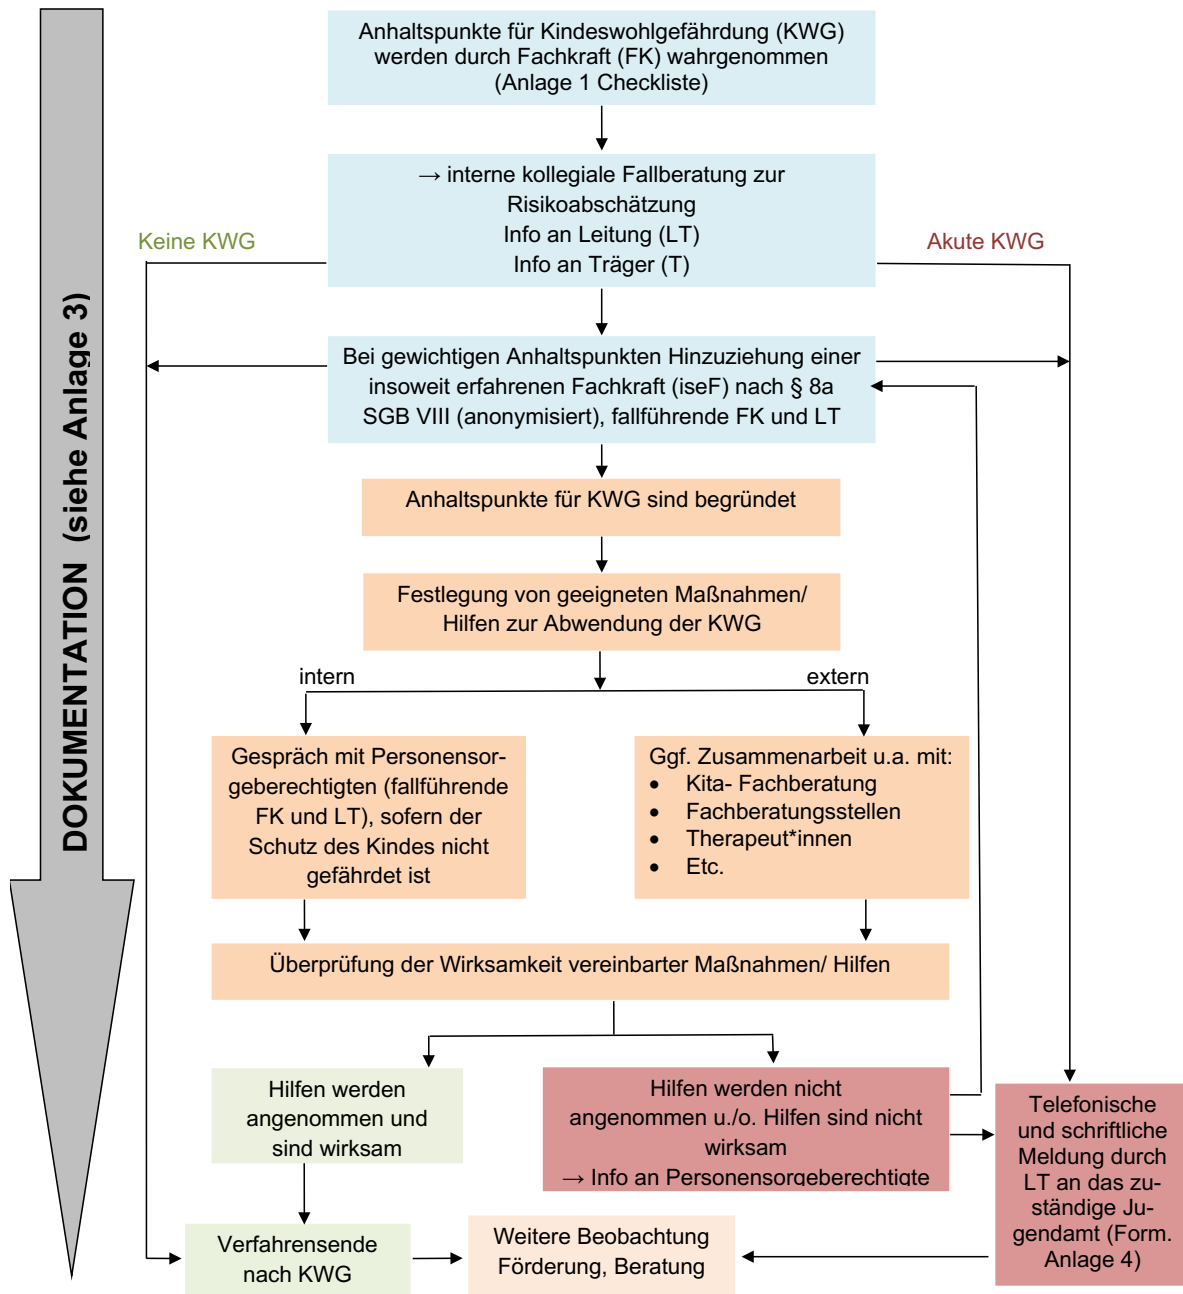 Anhaltspunkte für Kindeswohlgefährdung (KWG)
werden durch Fachkraft (FK) wahrgenommen
(Anlage 1 Checkliste)
→ interne kollegiale Fallberatung zur
Risikoabschätzung
Info an Leitung (LT)
Info an Träger (T)
Keine KWG
Akute KWG
Bei gewichtigen Anhaltspunkten Hinzuziehung einer
insoweit erfahrenen Fachkraft (iseF) nach § 8a
SGB VIII (anonymisiert), fallführende FK und LT
DOKUMENTATION (siehe Anlage 3)
Anhaltspunkte für KWG sind begründet
Festlegung von geeigneten Maßnahmen/
Hilfen zur Abwendung der KWG
intern
extern
Gespräch mit Personensor-
geberechtigten (fallführende
FK und LT), sofern der
Schutz des Kindes nicht
gefährdet ist
Ggf. Zusammenarbeit u.a. mit:
• Kita- Fachberatung
• Fachberatungsstellen
• Therapeut*innen
• Etc.
Überprüfung der Wirksamkeit vereinbarter Maßnahmen/ Hilfen
Hilfen werden
angenommen und
sind wirksam
Hilfen werden nicht
angenommen u./o. Hilfen sind nicht
wirksam
→ Info an Personensorgeberechtigte
Telefonische
und schriftliche
Meldung durch
LT an das zu-
ständige Ju-
gendamt (Form.
Anlage 4)
Verfahrensende
nach KWG
Weitere Beobachtung
Förderung, Beratung